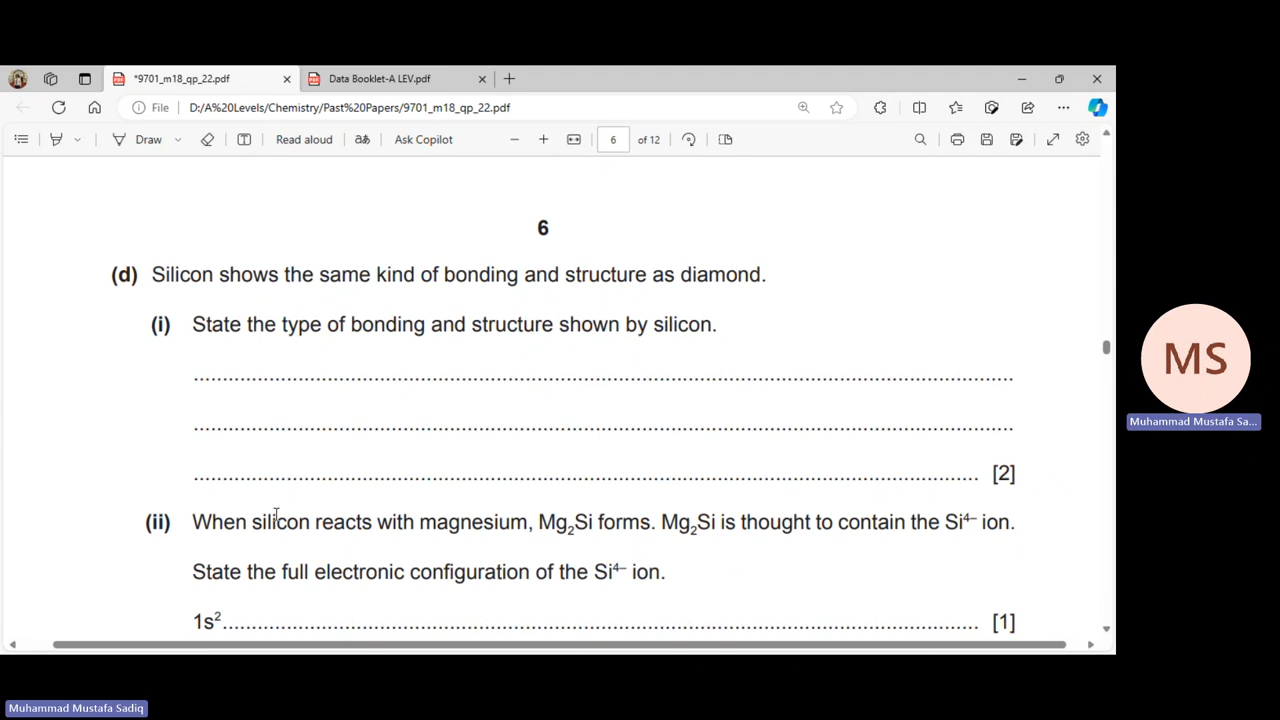 *9701_m18_qp_22.pdf
Data Booklet-A LEV.pdf
File
D:/A%20Levels/Chemistry/Past%20Papers/9701_m18_qp_22.pdf
Draw
Read aloud
aあ
Ask Copilot
6
of 12
6
(d) Silicon shows the same kind of bonding and structure as diamond.
(i) State the type of bonding and structure shown by silicon.
..........................................................................................................................................
..........................................................................................................................................
.................................................................................................................................... [2]
(ii) When silicon reacts with magnesium, Mg₂Si forms. Mg₂Si is thought to contain the Si⁴⁻ ion.
State the full electronic configuration of the Si⁴⁻ ion.
1s²............................................................................................................................... [1]
MS
Muhammad Mustafa Sa...
Muhammad Mustafa Sadiq